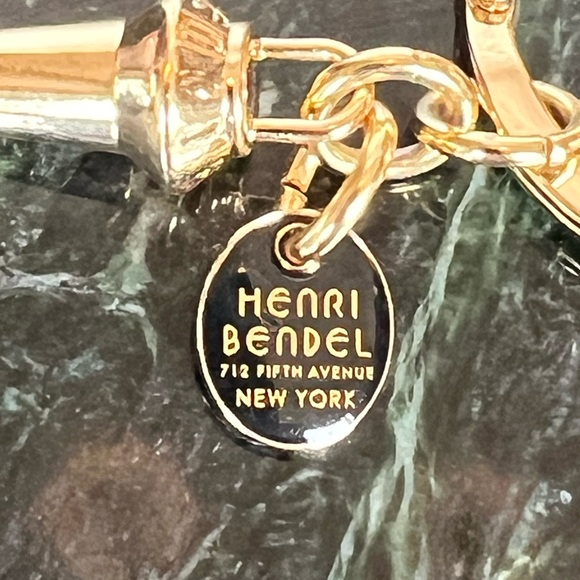 HENRI
BENDEL
712 FIFTH AVENUE
NEW YORK